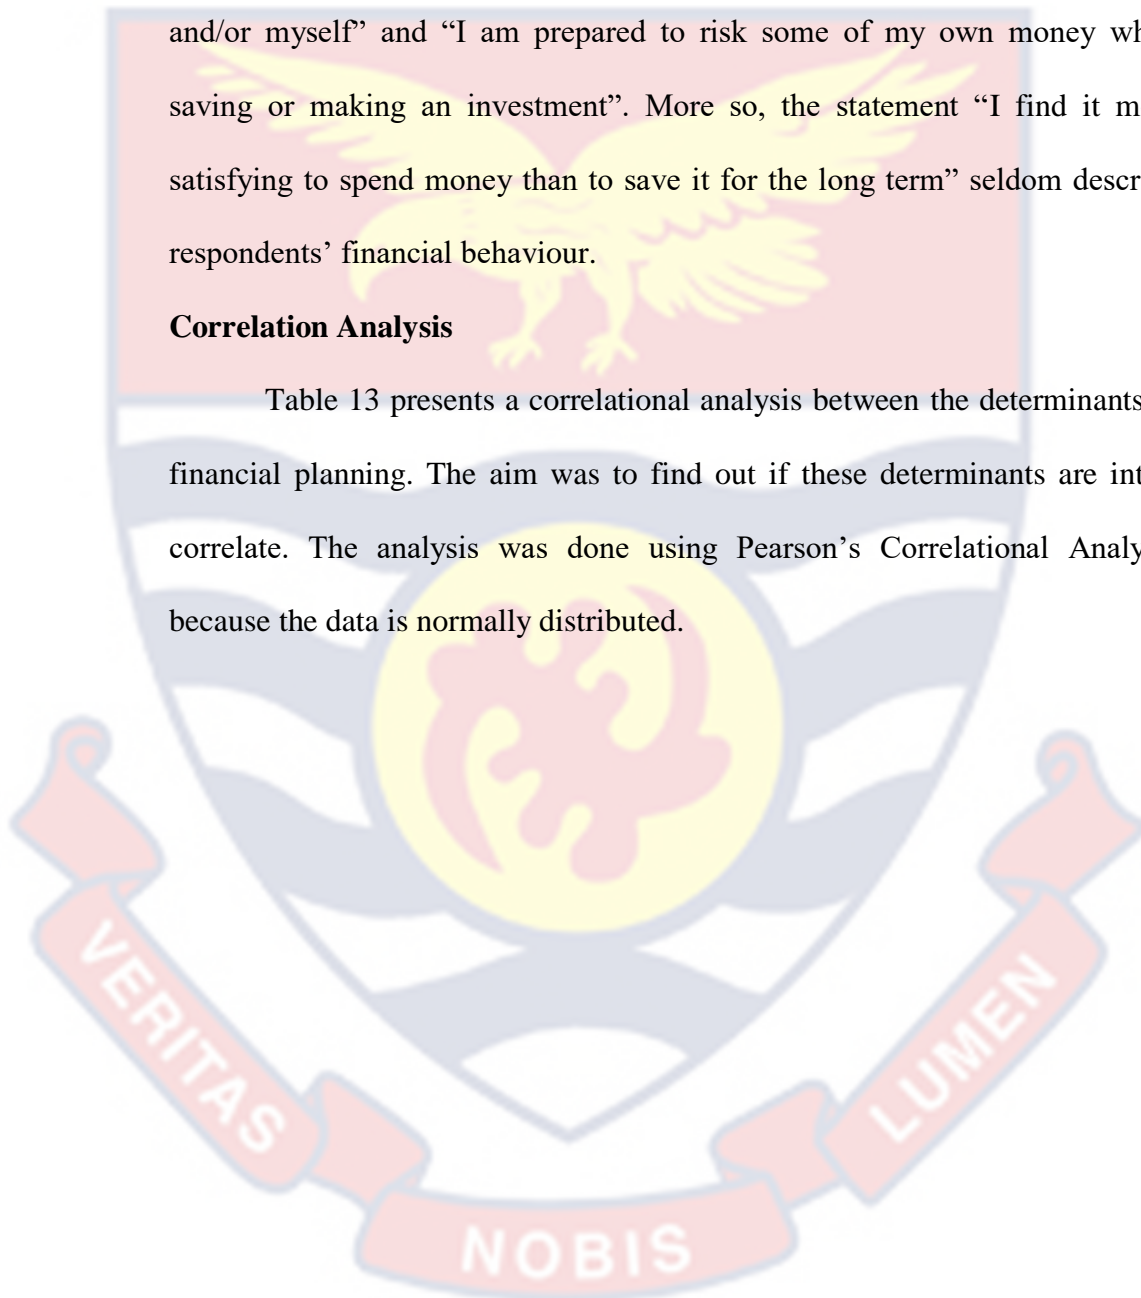 and/or myself” and “I am prepared to risk some of my own money wh
saving or making an investment”. More so, the statement “I find it m
satisfying to spend money than to save it for the long term” seldom descr
respondents’ financial behaviour.
Correlation Analysis
Table 13 presents a correlational analysis between the determinants
financial planning. The aim was to find out if these determinants are int
correlate. The analysis was done using Pearson’s Correlational Analy
because the data is normally distributed.
VERITAS
NOBIS
LUMEN